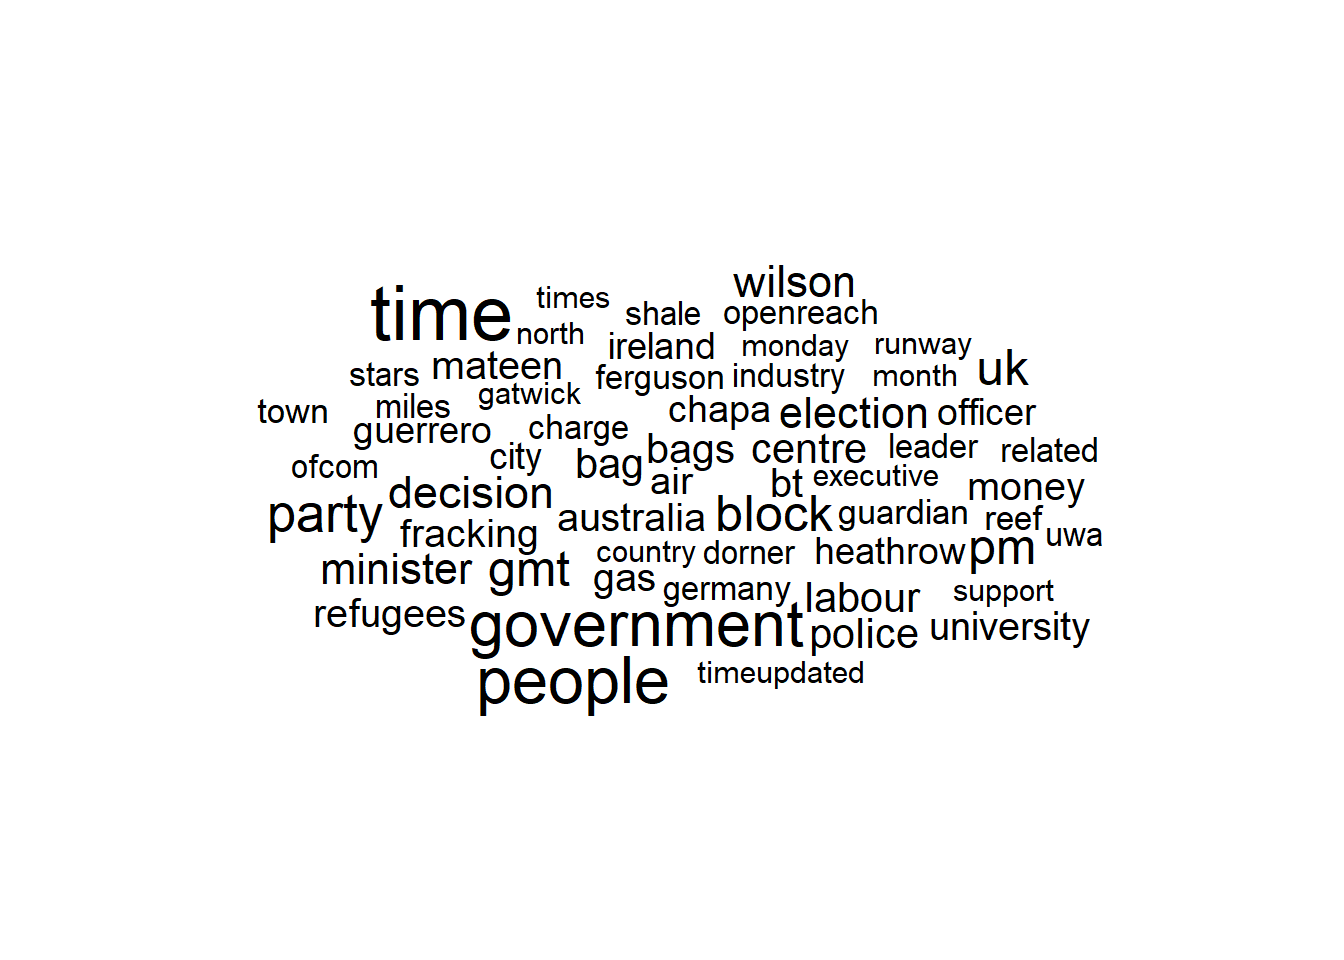 wilson
time
times
shale
openreach
north
ireland
monday
runway
stars
mateen
ferguson
industry
month
uk
gatwick
town
miles
chapa
election
officer
guerrero
charge
bags
centre
leader
related
ofcom
city
bag
air
bt
executive
money
decision
party
fracking
australia
block
guardian
reef
uwa
country
dorner
heathrow
pm
minister
gmt
gas
germany
labour
support
refugees
government
police
university
people
timeupdated